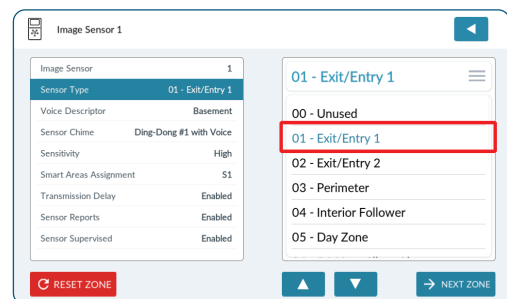 Image Sensor 1
Image Sensor 1
Sensor Type 01 - Exit/Entry 1
Voice Descriptor Basement
Sensor Chime Ding-Dong #1 with Voice
Sensitivity High
Smart Areas Assignment S1
Transmission Delay Enabled
Sensor Reports Enabled
Sensor Supervised Enabled
01 - Exit/Entry 1
00 - Unused
01 - Exit/Entry 1
02 - Exit/Entry 2
03 - Perimeter
04 - Interior Follower
05 - Day Zone
RESET ZONE
NEXT ZONE